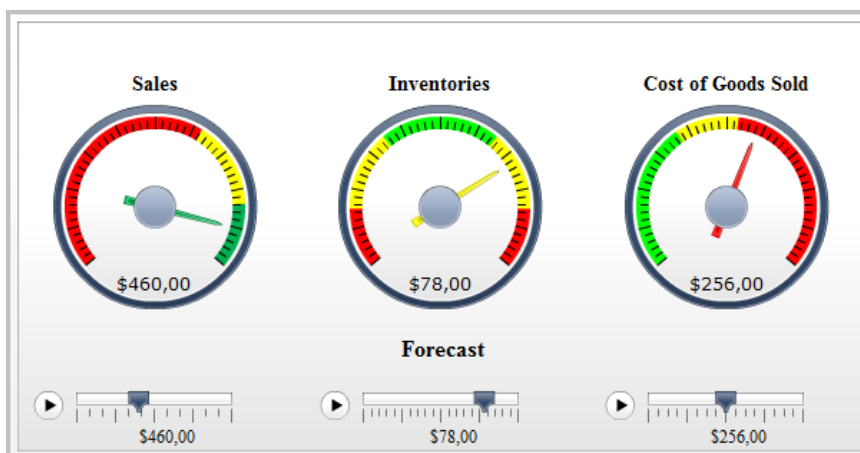 Sales Inventories Cost of Goods Sold
$460,00 $78,00 $256,00
Forecast
$460,00 $78,00 $256,00